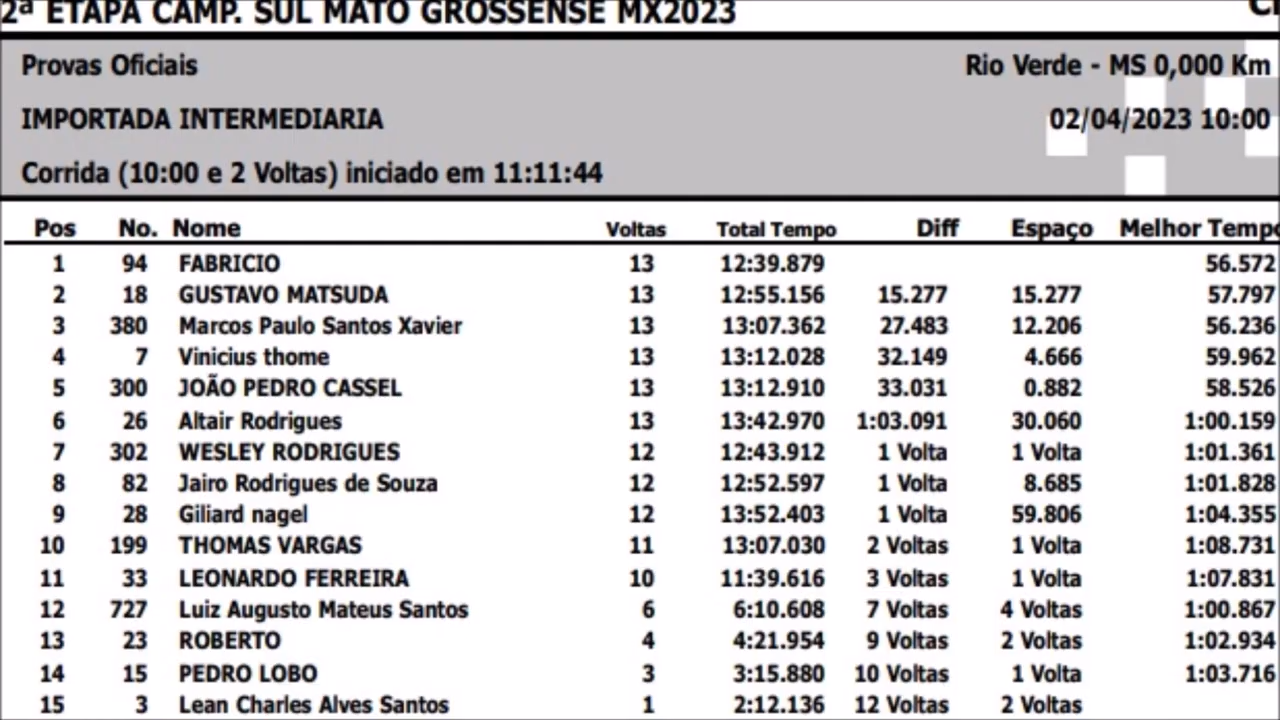 2ª ETAPA CAMP. SUL MATO GROSSENSE MX2023
Provas Oficiais Rio Verde - MS 0,000 Km
IMPORTADA INTERMEDIARIA 02/04/2023 10:00
Corrida (10:00 e 2 Voltas) iniciado em 11:11:44
Pos No. Nome Voltas Total Tempo Diff Espaço Melhor Tempo
1 94 FABRICIO 13 12:39.879 56.572
2 18 GUSTAVO MATSUDA 13 12:55.156 15.277 15.277 57.797
3 380 Marcos Paulo Santos Xavier 13 13:07.362 27.483 12.206 56.236
4 7 Vinicius thome 13 13:12.028 32.149 4.666 59.962
5 300 JOÃO PEDRO CASSEL 13 13:12.910 33.031 0.882 58.526
6 26 Altair Rodrigues 13 13:42.970 1:03.091 30.060 1:00.159
7 302 WESLEY RODRIGUES 12 12:43.912 1 Volta 1 Volta 1:01.361
8 82 Jairo Rodrigues de Souza 12 12:52.597 1 Volta 8.685 1:01.828
9 28 Giliard nagel 12 13:52.403 1 Volta 59.806 1:04.355
10 199 THOMAS VARGAS 11 13:07.030 2 Voltas 1 Volta 1:08.731
11 33 LEONARDO FERREIRA 10 11:39.616 3 Voltas 1 Volta 1:07.831
12 727 Luiz Augusto Mateus Santos 6 6:10.608 7 Voltas 4 Voltas 1:00.867
13 23 ROBERTO 4 4:21.954 9 Voltas 2 Voltas 1:02.934
14 15 PEDRO LOBO 3 3:15.880 10 Voltas 1 Volta 1:03.716
15 3 Lean Charles Alves Santos 1 2:12.136 12 Voltas 2 Voltas